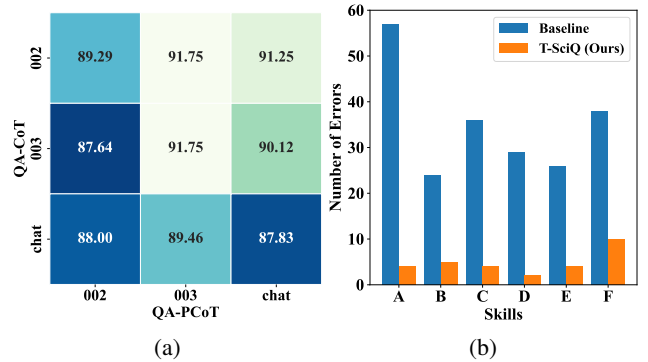 002
89.29 91.75 91.25
QA-CoT
003
87.64 91.75 90.12
chat
88.00 89.46 87.83
002 003 chat
QA-PCoT
(a)
60
50
40
30
20
10
0
Number of Errors
Baseline
T-SciQ (Ours)
A B C D E F
Skills
(b)